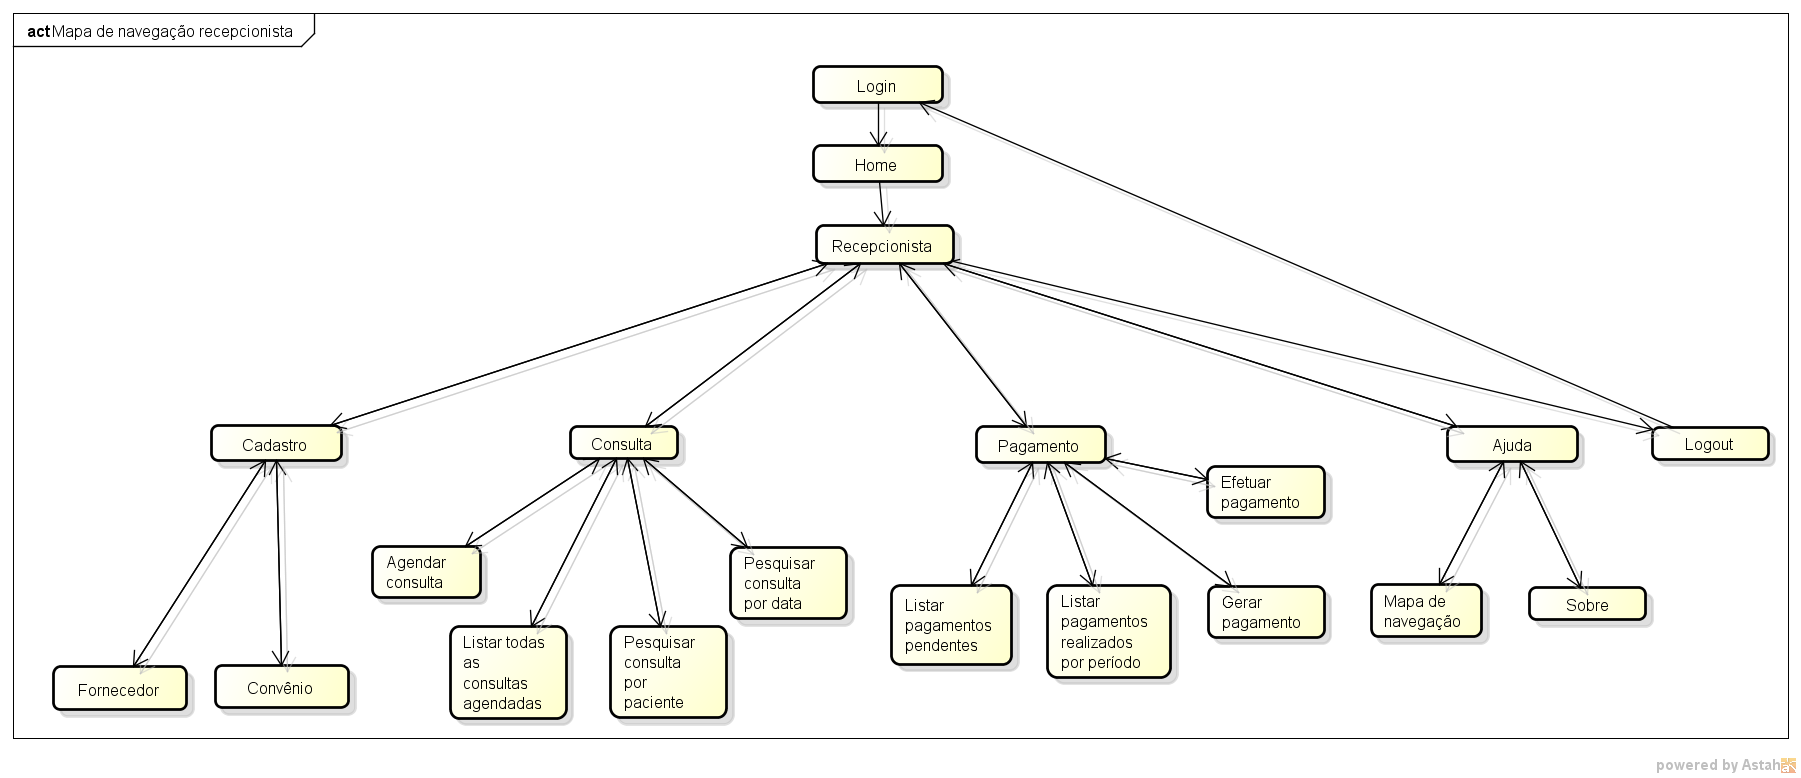 act Mapa de navegação recepcionista
Login
Home
Recepcionista
Cadastro
Consulta
Pagamento
Ajuda
Logout
Efetuar
pagamento
Agendar
consulta
Pesquisar
consulta
por data
Listar
pagamentos
pendentes
Listar
pagamentos
realizados
por período
Gerar
pagamento
Mapa de
navegação
Sobre
Fornecedor
Convênio
Listar todas
as
consultas
agendadas
Pesquisar
consulta
por
paciente
powered by Astah